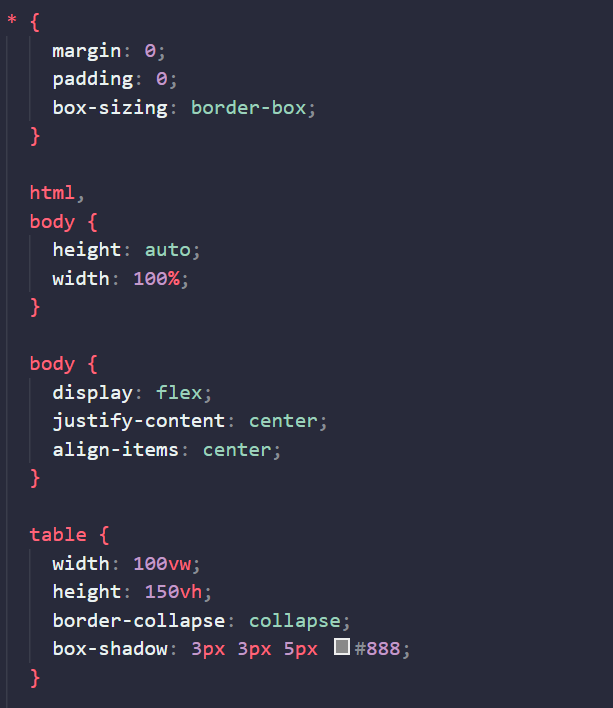 * {
margin: 0;
padding: 0;
box-sizing: border-box;
}
html,
body {
height: auto;
width: 100%;
}
body {
display: flex;
justify-content: center;
align-items: center;
}
table {
width: 100vw;
height: 150vh;
border-collapse: collapse;
box-shadow: 3px 3px 5px #888;
}